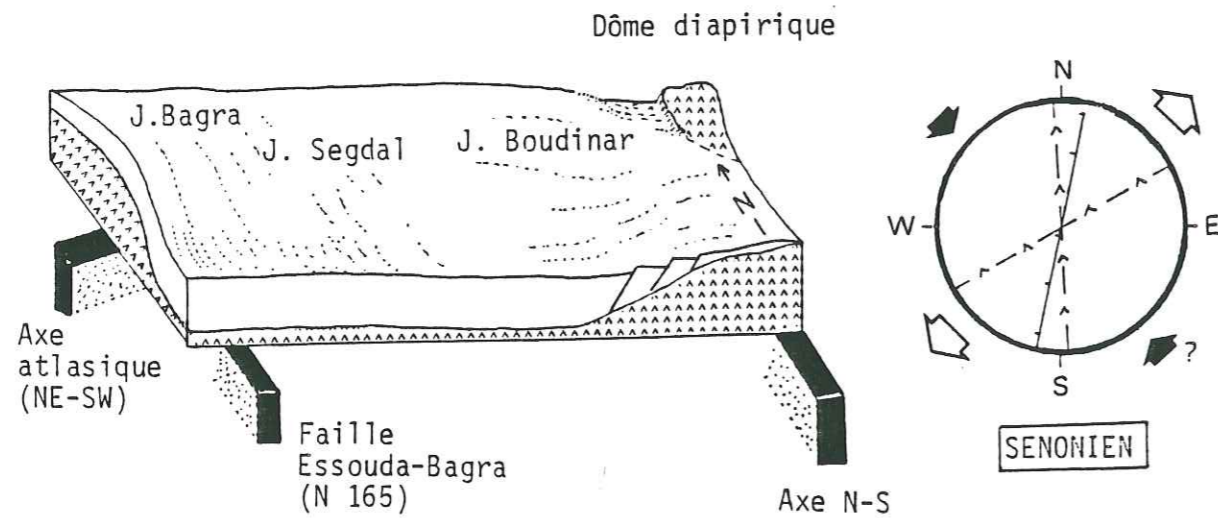 Dôme diapirique
J.Bagra
J. Segdal
J. Boudinar
N
Axe
atlasique
(NE-SW)
Faille
Essouda-Bagra
(N 165)
Axe N-S
N
W
E
S
?
SENONIEN